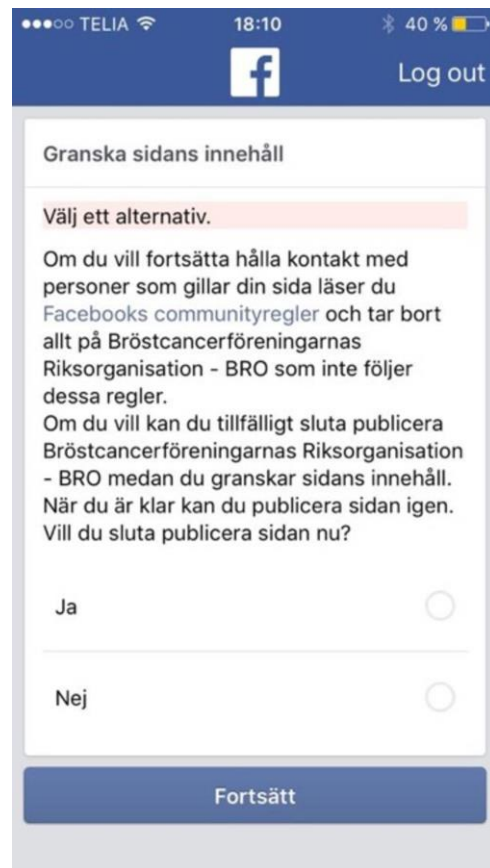 TELIA 18:10 40 %
f
Log out
Granska sidans innehåll
Välj ett alternativ.
Om du vill fortsätta hålla kontakt med
personer som gillar din sida läser du
Facebooks communityregler och tar bort
allt på Bröstcancerföreningarnas
Riksorganisation - BRO som inte följer
dessa regler.
Om du vill kan du tillfälligt sluta publicera
Bröstcancerföreningarnas Riksorganisation
- BRO medan du granskar sidans innehåll.
När du är klar kan du publicera sidan igen.
Vill du sluta publicera sidan nu?
Ja
Nej
Fortsätt